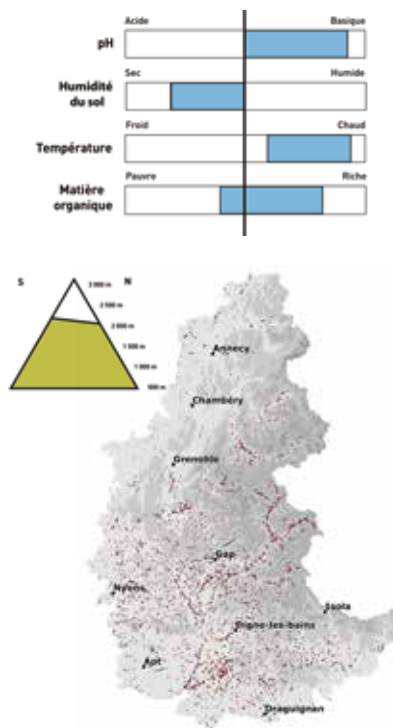 Acide Basique
pH
Sec Humide
Humidité
du sol
Froid Chaud
Température
Pauvre Riche
Matière
organique
S N
3 000 m
2 500 m
2 000 m
1 500 m
1 000 m
500 m
Annecy
Chambéry
Grenoble
Gap
Nyons
Isola
Digne-les-bains
Apt
Draguignan